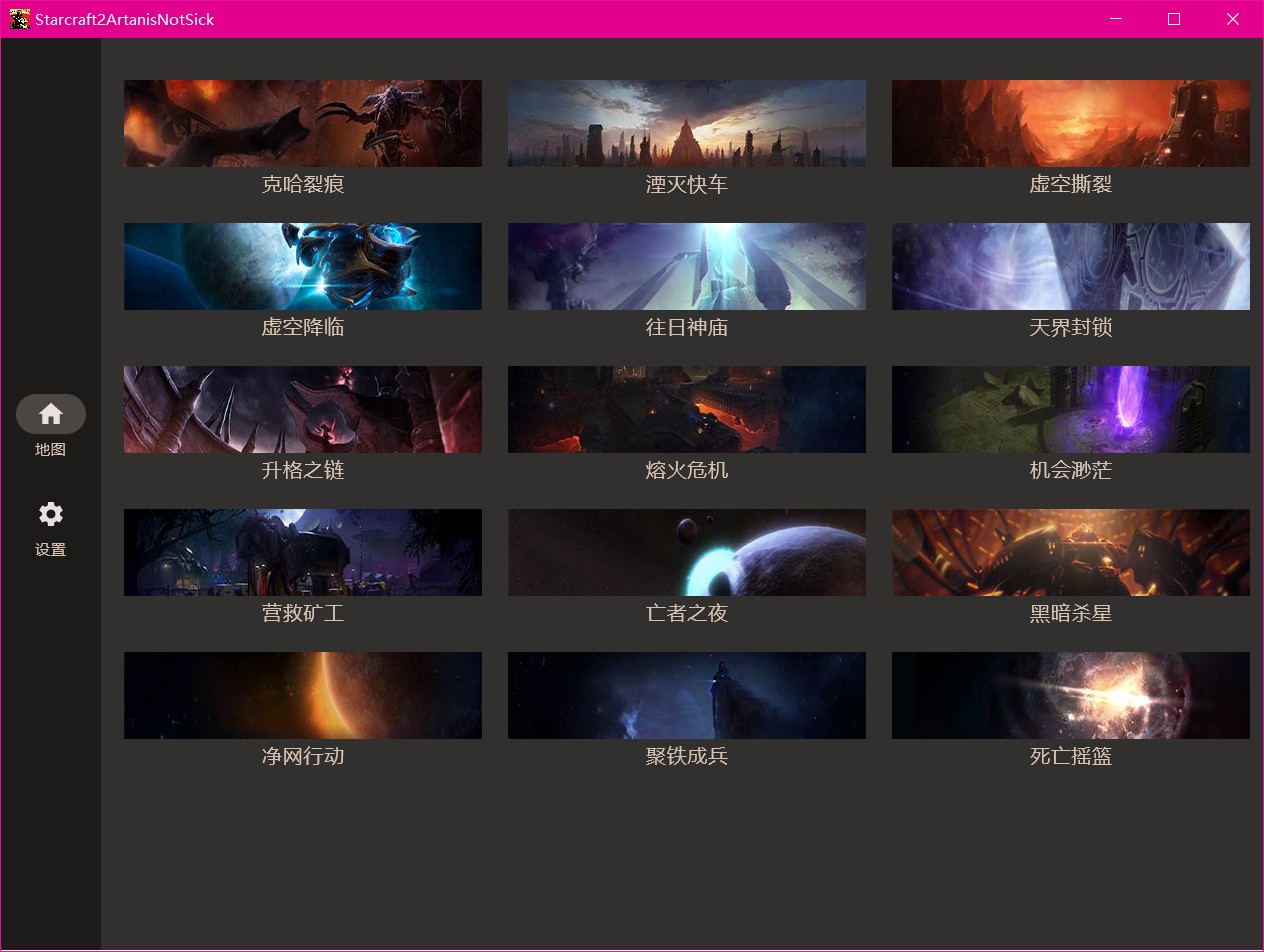 Starcraft2ArtanisNotSick
克哈裂痕
湮灭快车
虚空撕裂
虚空降临
往日神庙
天界封锁
升格之链
熔火危机
机会渺茫
营救矿工
亡者之夜
黑暗杀星
净网行动
聚铁成兵
死亡摇篮
地图
设置